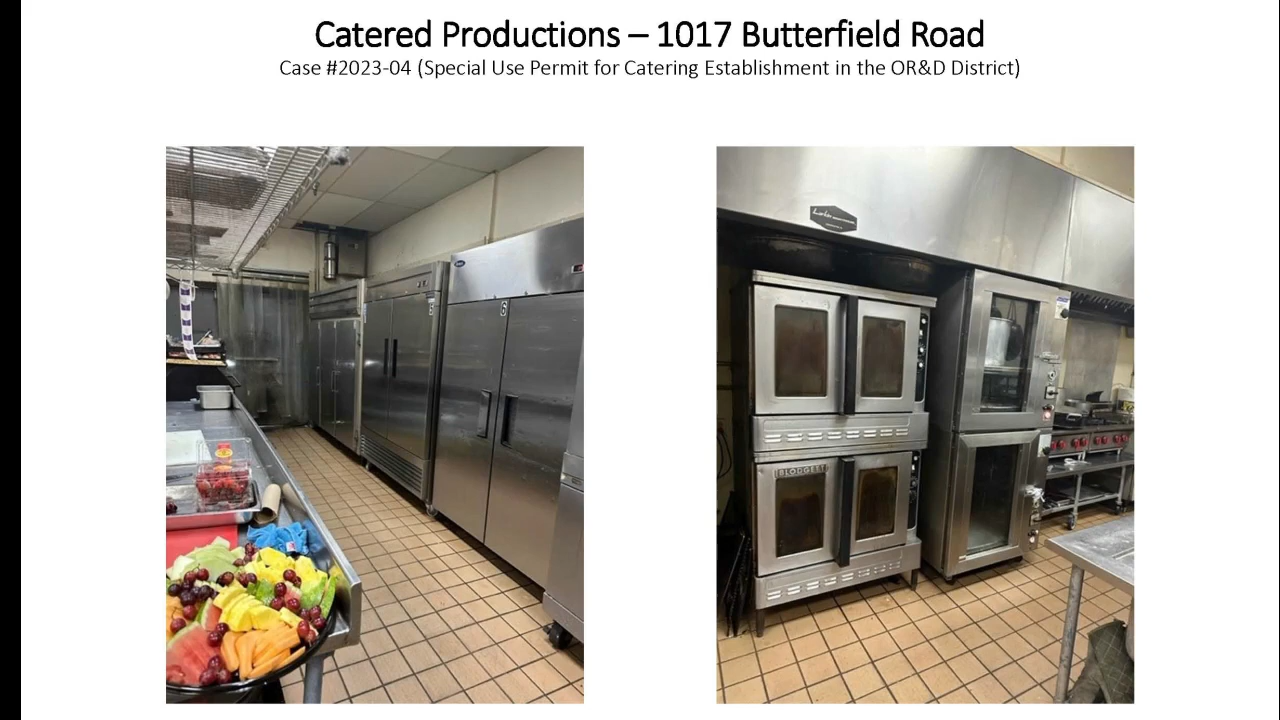 Catered Productions – 1017 Butterfield Road
Case #2023-04 (Special Use Permit for Catering Establishment in the OR&D District)
6
BLODGETT